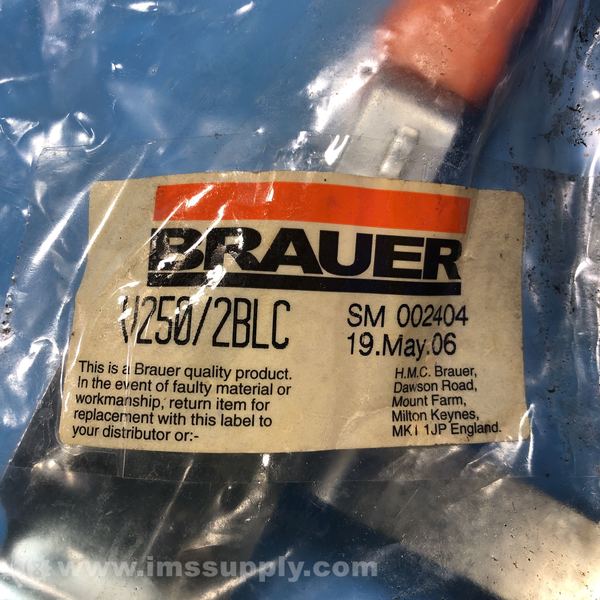 BRAUER
V250/2BLC
SM 002404
19.May.06
This is a Brauer quality product.
In the event of faulty material or
workmanship, return item for
replacement with this label to
your distributor or:-
H.M.C. Brauer,
Dawson Road,
Mount Farm,
Milton Keynes,
MK1 1JP England.
www.imssupply.com